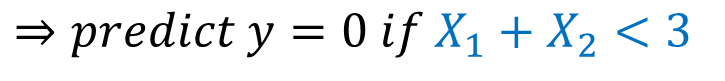 ⇒ predict y = 0 if X₁ + X₂ < 3